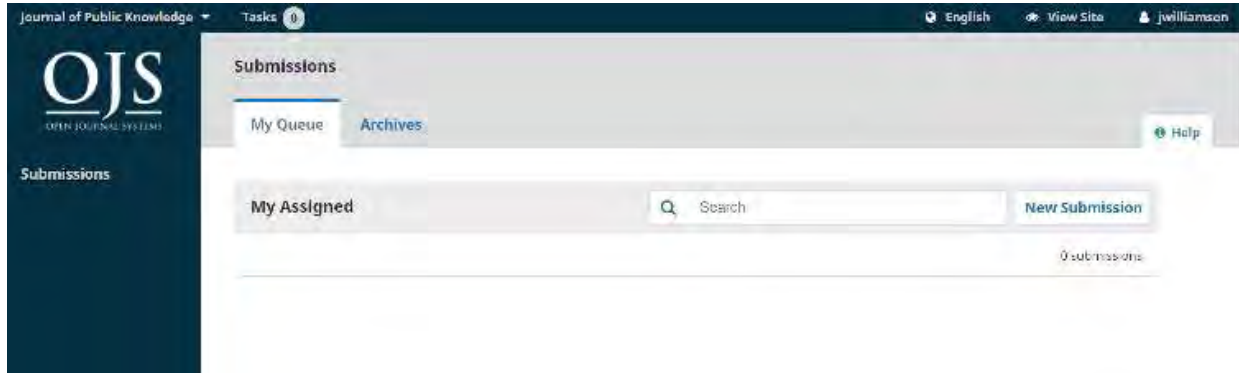 Journal of Public Knowledge Tasks 0 English View Site jwilliamson
OJS
OPEN JOURNAL SYSTEMS
Submissions
My Queue Archives
Help
Submissions
My Assigned Search New Submission
0 submissions